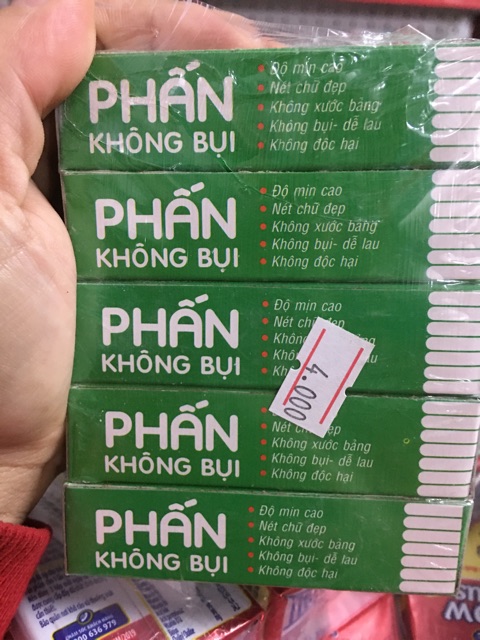 PHẤN
KHÔNG BỤI
• Độ mịn cao
• Nét chữ đẹp
• Không xước bảng
• Không bụi- dễ lau
• Không độc hại
PHẤN
KHÔNG BỤI
• Độ mịn cao
• Nét chữ đẹp
• Không xước bảng
• Không bụi- dễ lau
• Không độc hại
PHẤN
KHÔNG BỤI
• Độ mịn cao
• Nét chữ đẹp
4.000
PHẤN
KHÔNG BỤI
• Nét
• Không xước bảng
• Không bụi- dễ lau
• Không độc hại
PHẤN
KHÔNG BỤI
• Độ mịn cao
• Nét chữ đẹp
• Không xước bảng
• Không bụi- dễ lau
• Không độc hại